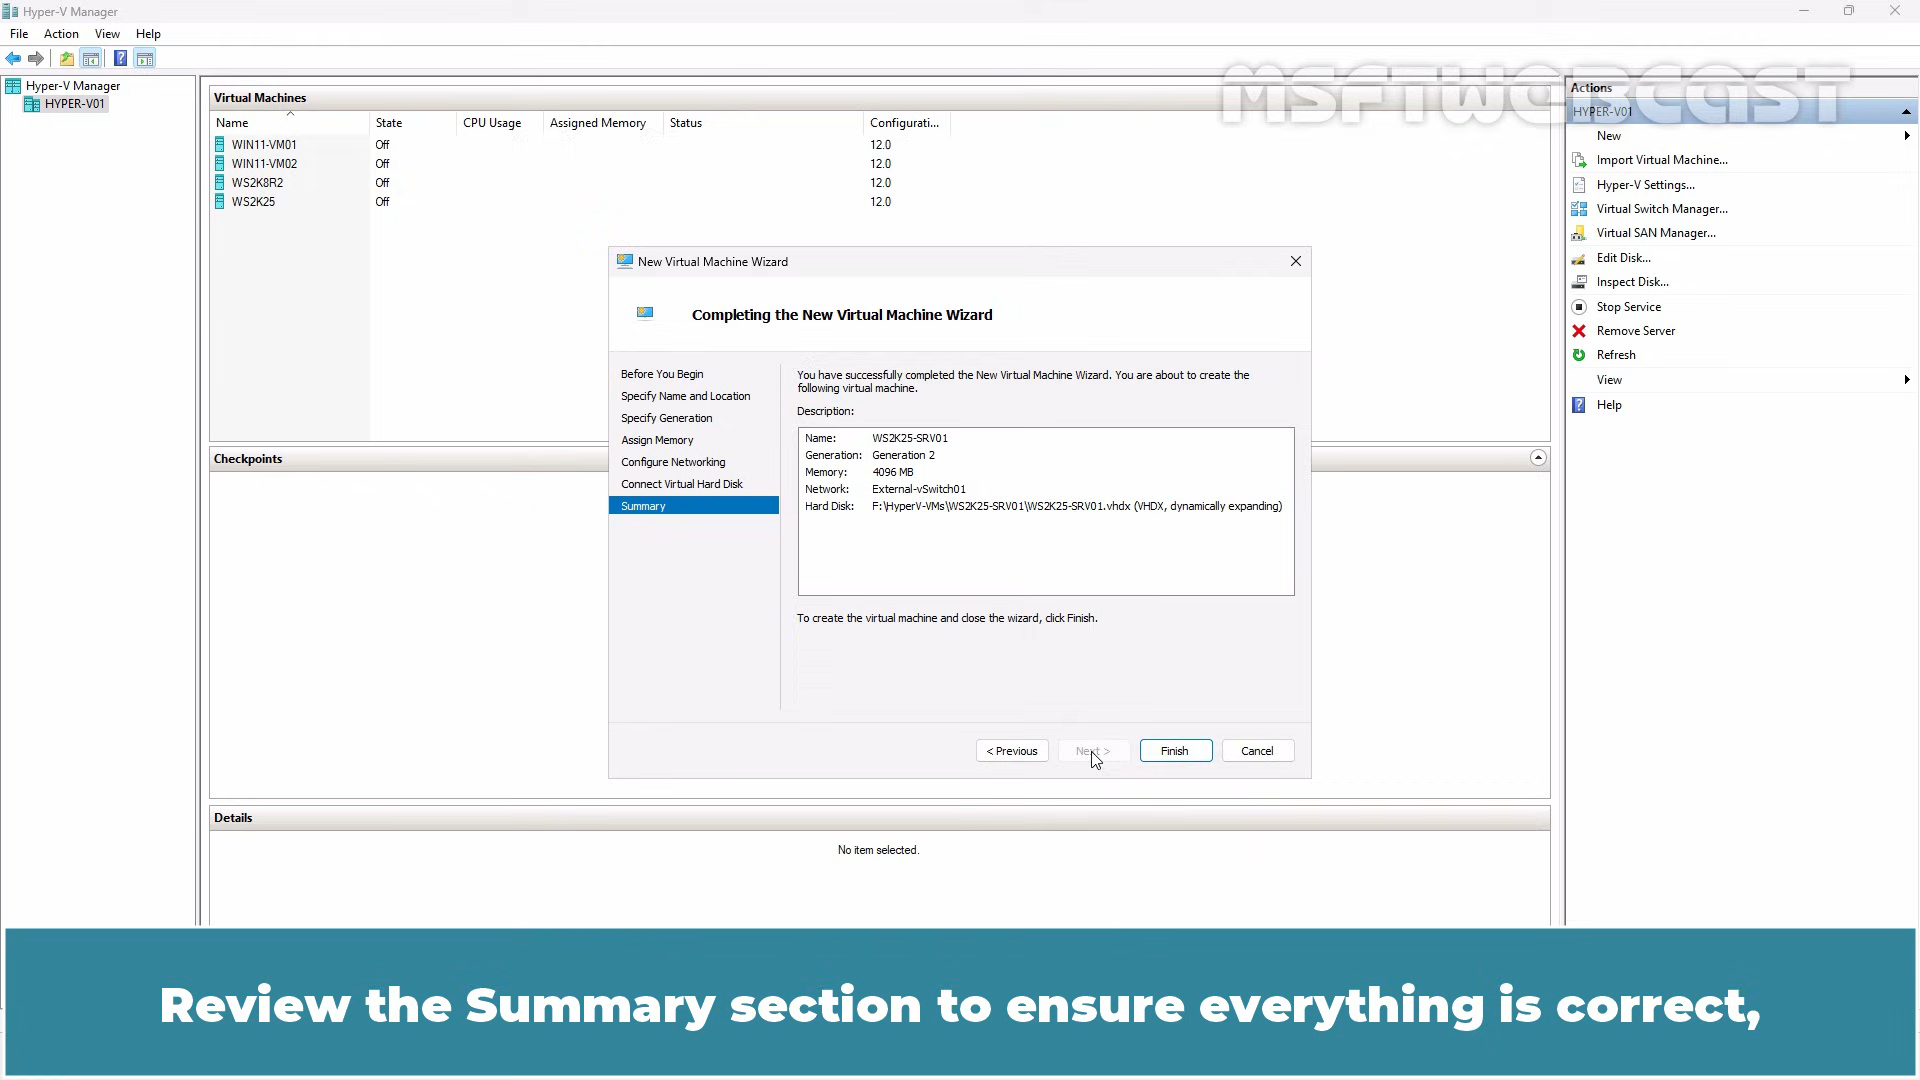 Hyper-V Manager
File Action View Help
Hyper-V Manager
HYPER-V01
Virtual Machines
Name State CPU Usage Assigned Memory Status Configurati...
WIN11-VM01 Off 12.0
WIN11-VM02 Off 12.0
WS2K8R2 Off 12.0
WS2K25 Off 12.0
MSFTWEBCAST
Actions
HYPER-V01
New
Import Virtual Machine...
Hyper-V Settings...
Virtual Switch Manager...
Virtual SAN Manager...
Edit Disk...
Inspect Disk...
Stop Service
Remove Server
Refresh
View
Help
New Virtual Machine Wizard
Completing the New Virtual Machine Wizard
Before You Begin
Specify Name and Location
Specify Generation
Assign Memory
Configure Networking
Connect Virtual Hard Disk
Summary
You have successfully completed the New Virtual Machine Wizard. You are about to create the
following virtual machine.
Description:
Name: WS2K25-SRV01
Generation: Generation 2
Memory: 4096 MB
Network: External-vSwitch01
Hard Disk: F:\HyperV-VMs\WS2K25-SRV01\WS2K25-SRV01.vhdx (VHDX, dynamically expanding)
To create the virtual machine and close the wizard, click Finish.
< Previous Next > Finish Cancel
Checkpoints
Details
No item selected.
Review the Summary section to ensure everything is correct,